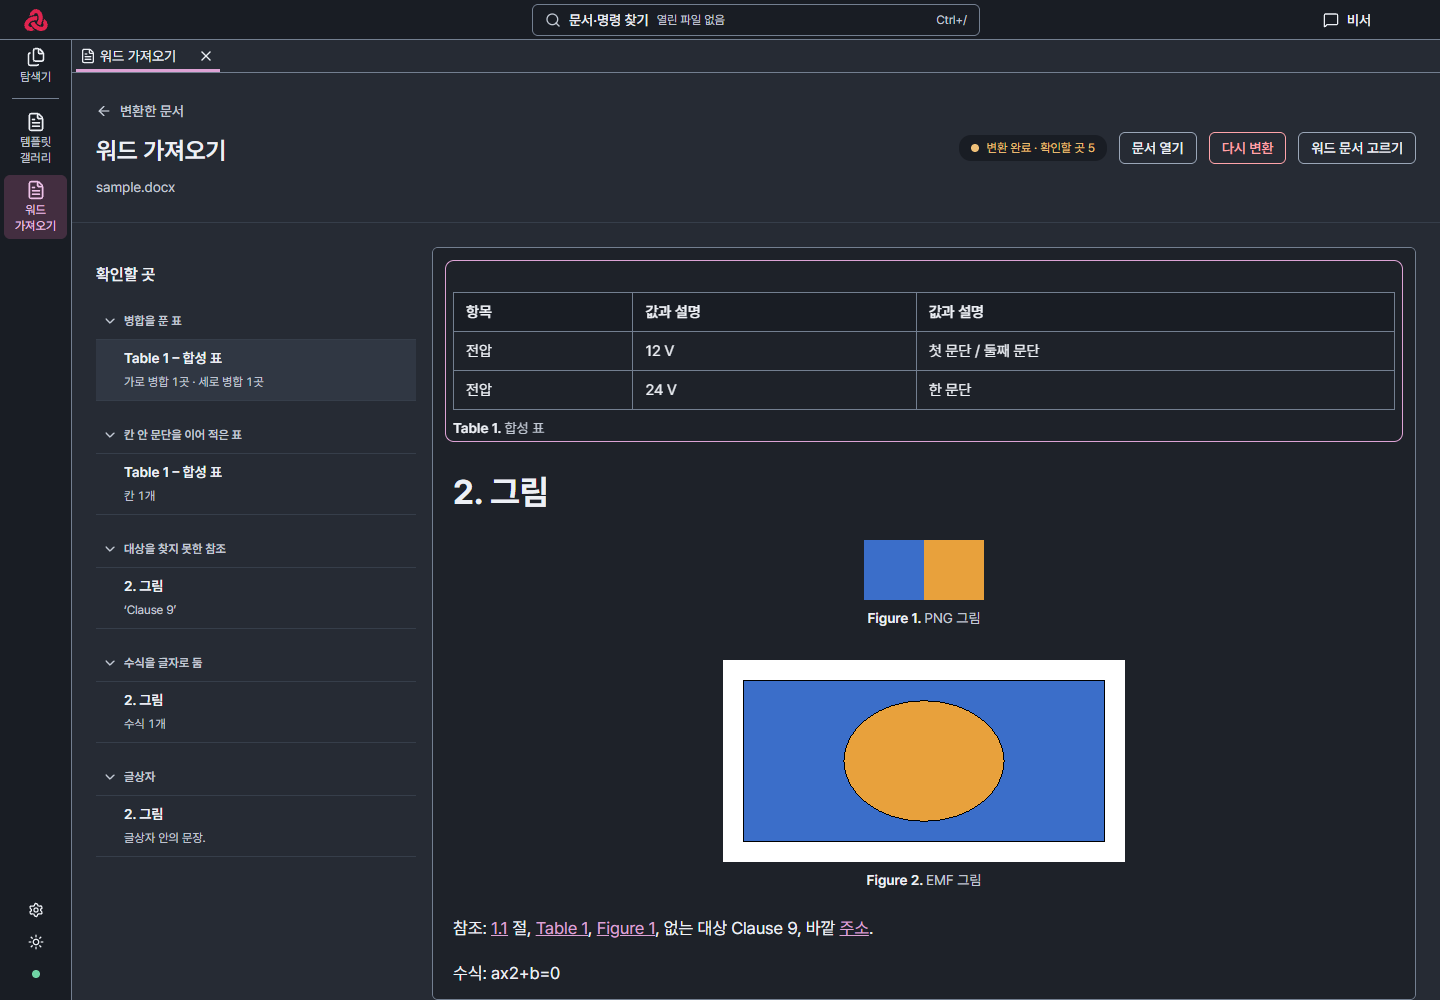 문서·명령 찾기 열린 파일 없음 Ctrl+/
비서
탐색기
템플릿
갤러리
워드
가져오기
워드 가져오기
변환한 문서
워드 가져오기
sample.docx
변환 완료 · 확인할 곳 5
문서 열기
다시 변환
워드 문서 고르기
확인할 곳
병합을 푼 표
Table 1 – 합성 표
가로 병합 1곳 · 세로 병합 1곳
칸 안 문단을 이어 적은 표
Table 1 – 합성 표
칸 1개
대상을 찾지 못한 참조
2. 그림
‘Clause 9’
수식을 글자로 둠
2. 그림
수식 1개
글상자
2. 그림
글상자 안의 문장.
항목 값과 설명 값과 설명
전압 12 V 첫 문단 / 둘째 문단
전압 24 V 한 문단
Table 1. 합성 표
2. 그림
Figure 1. PNG 그림
Figure 2. EMF 그림
참조: 1.1 절, Table 1, Figure 1, 없는 대상 Clause 9, 바깥 주소.
수식: ax2+b=0